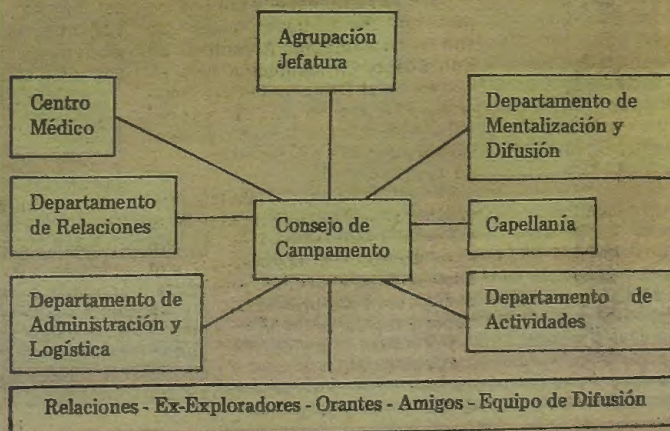 Agrupación
Jefatura
Centro
Médico
Departamento de
Mentalización y
Difusión
Departamento
de Relaciones
Consejo de
Campamento
Capellanía
Departamento de
Administración y
Logística
Departamento de
Actividades
Relaciones - Ex-Exploradores - Orantes - Amigos - Equipo de Difusión